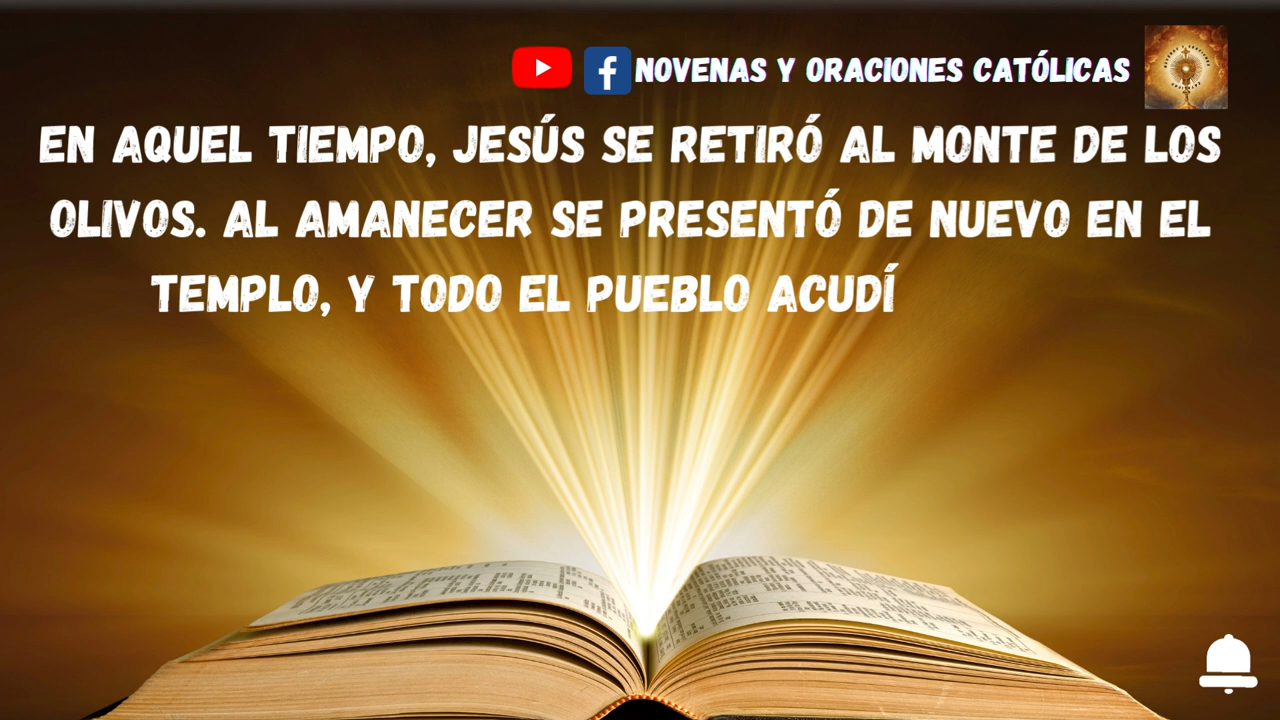 NOVENAS Y ORACIONES CATÓLICAS
EN AQUEL TIEMPO, JESÚS SE RETIRÓ AL MONTE DE LOS
OLIVOS. AL AMANECER SE PRESENTÓ DE NUEVO EN EL
TEMPLO, Y TODO EL PUEBLO ACUDÍ